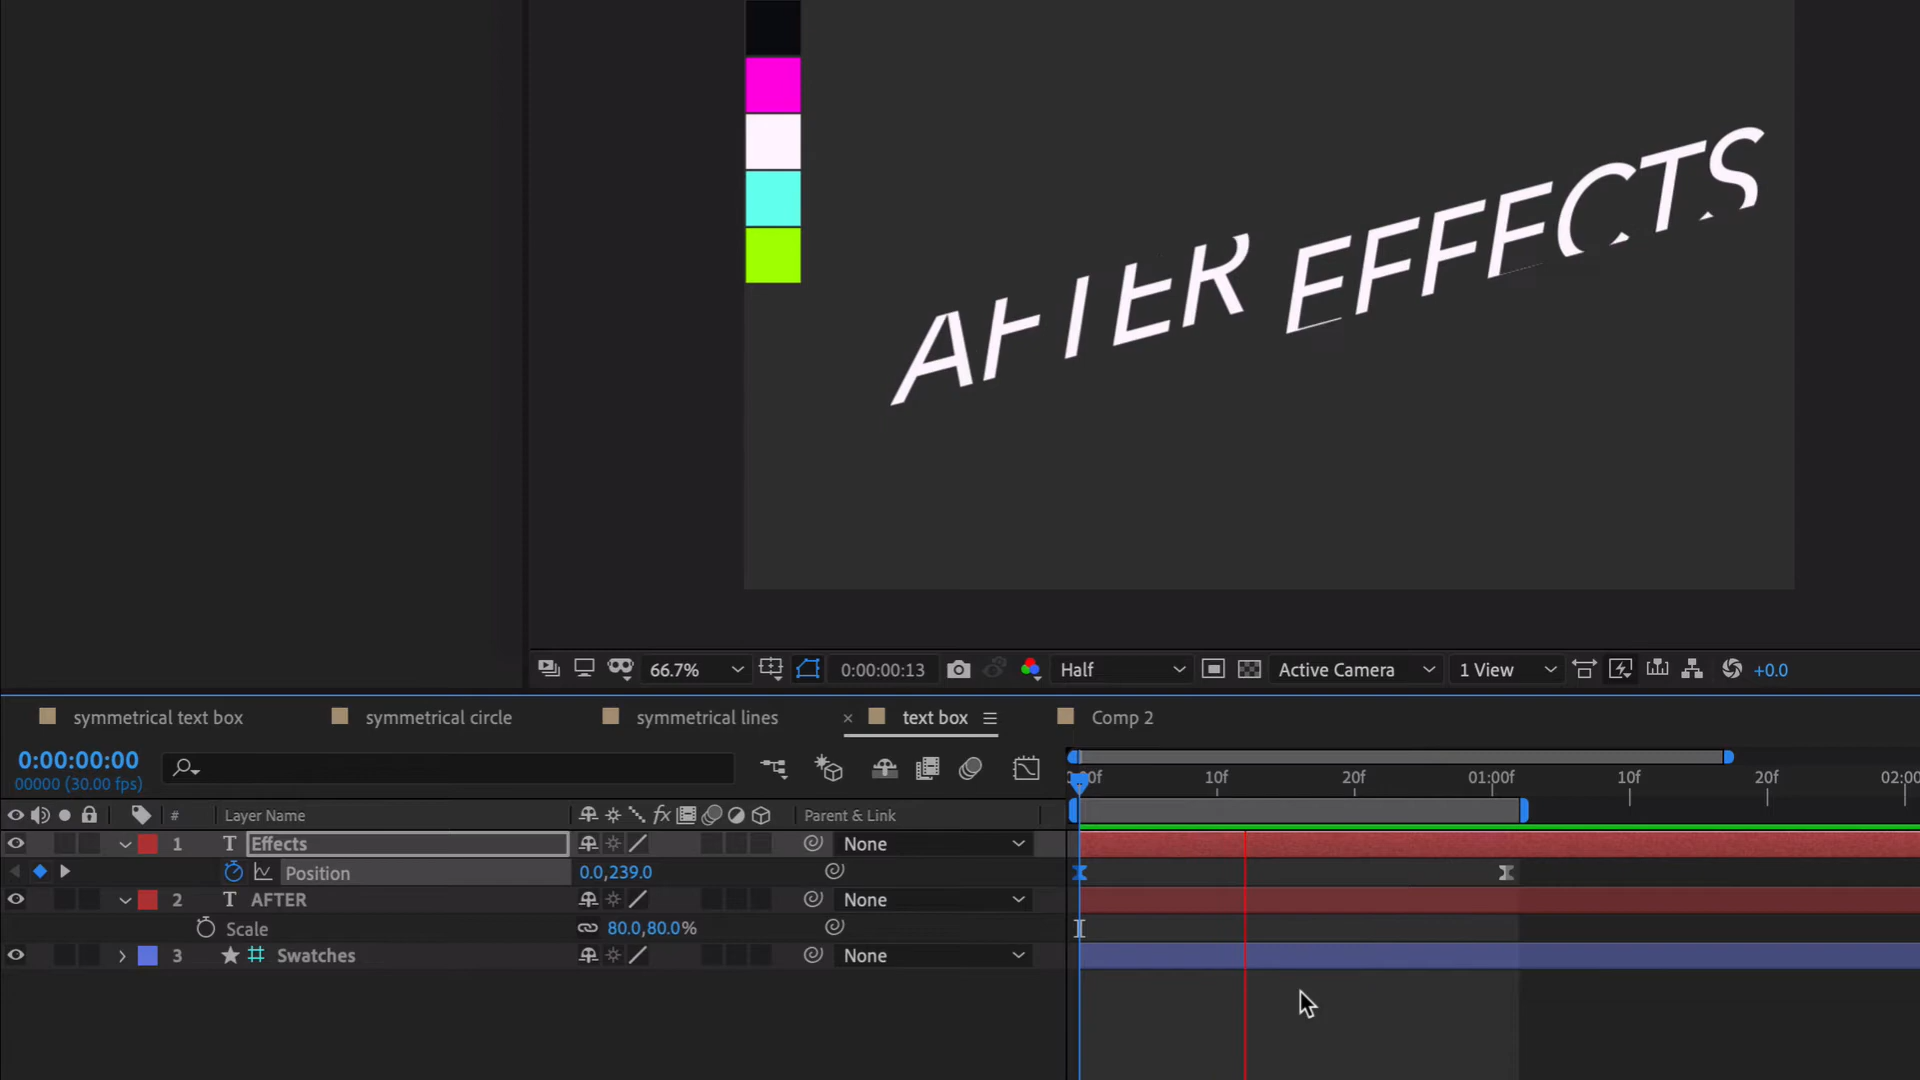 AFTER EFFECTS
66.7% 0:00:00:13 Half Active Camera 1 View +0.0
symmetrical text box symmetrical circle symmetrical lines × text box Comp 2
0:00:00:00
00000 (30.00 fps)
10f 20f 01:00f 10f 20f 02:00
# Layer Name fx Parent & Link
1 T Effects None
Position 0.0,239.0
2 T AFTER None
Scale 80.0,80.0%
3 Swatches None